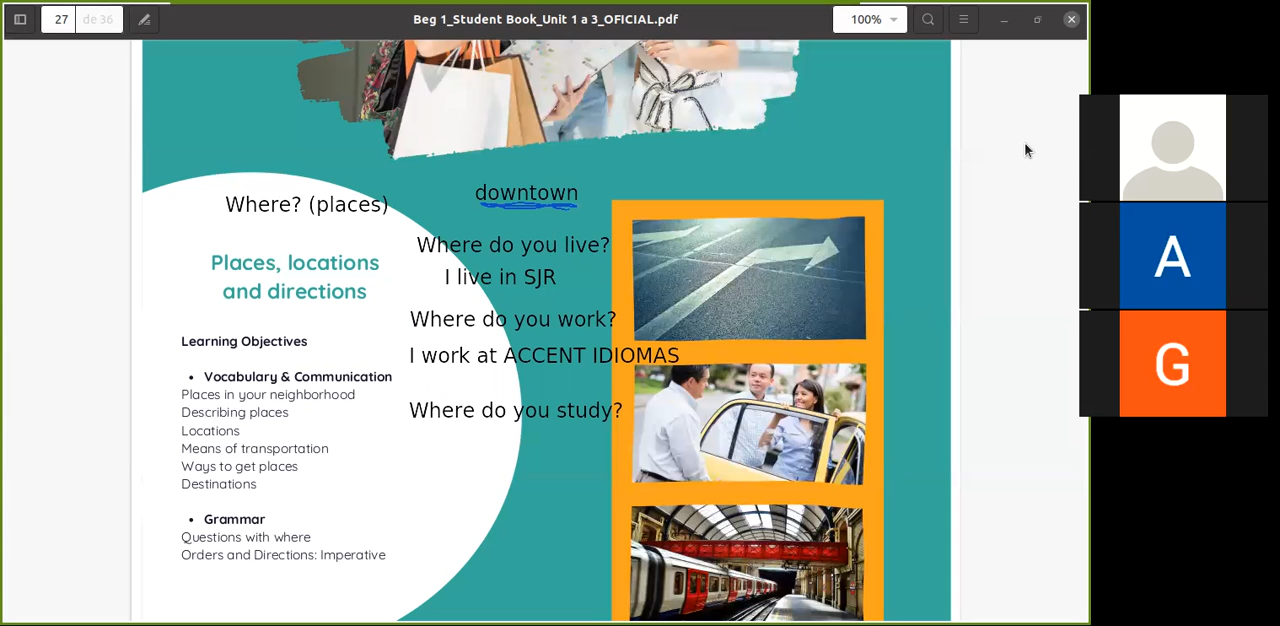 27 de 36
Beg 1_Student Book_Unit 1 a 3_OFICIAL.pdf
100%
Where? (places)
downtown
Places, locations
and directions
Where do you live?
I live in SJR
Where do you work?
I work at ACCENT IDIOMAS
Where do you study?
Learning Objectives
• Vocabulary & Communication
Places in your neighborhood
Describing places
Locations
Means of transportation
Ways to get places
Destinations
• Grammar
Questions with where
Orders and Directions: Imperative
A
G